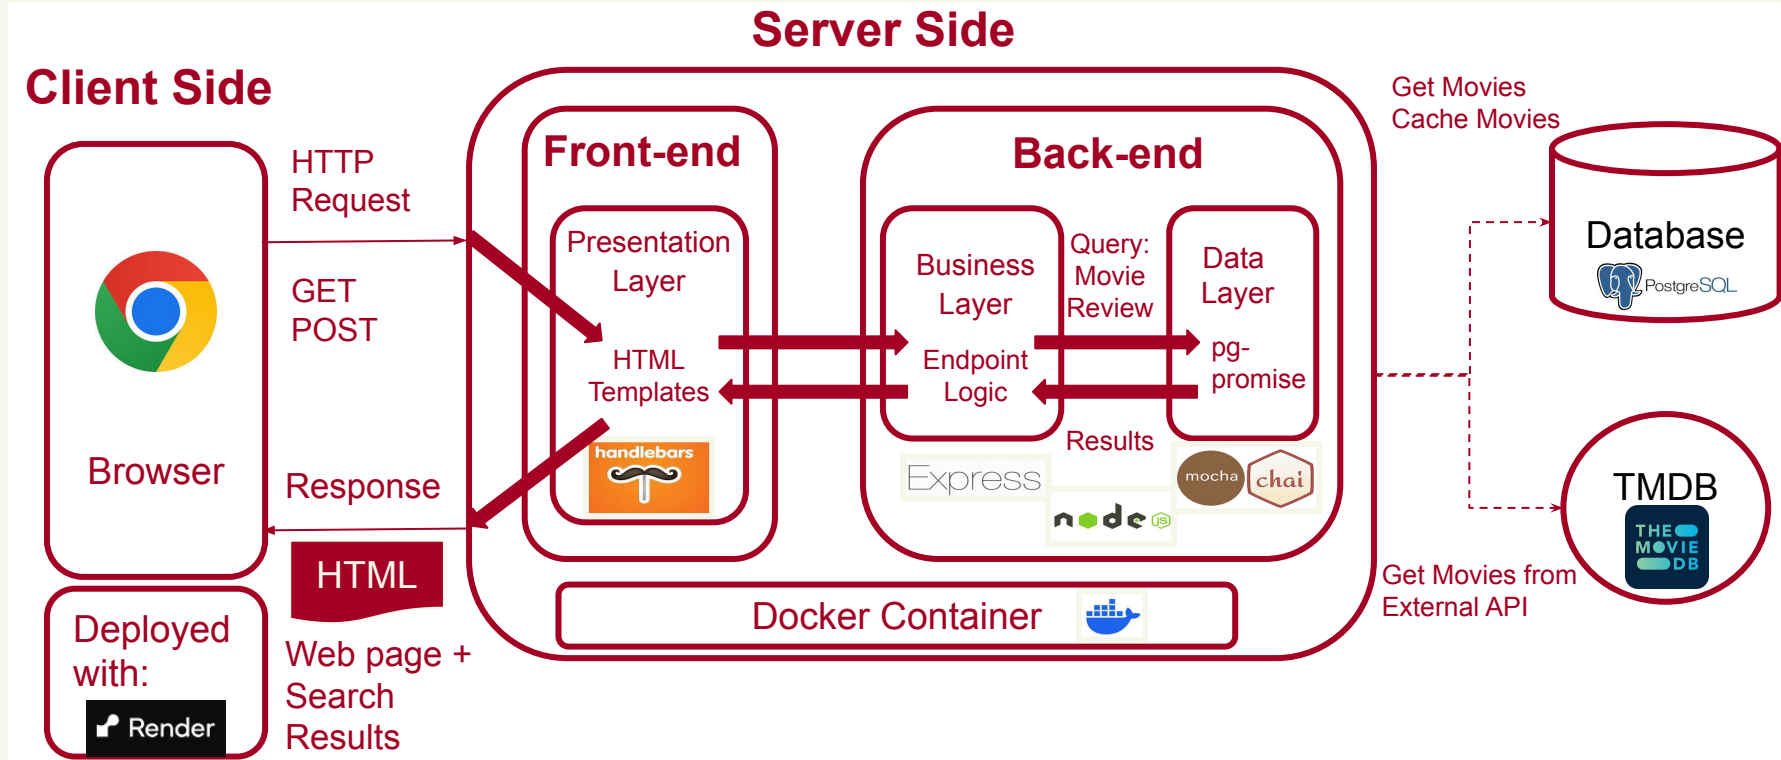 Server Side
Client Side
Get Movies
Cache Movies
Front-end
Back-end
HTTP
Request
GET
POST
Presentation
Layer
HTML
Templates
handlebars
Business
Layer
Endpoint
Logic
Query:
Movie
Review
Data
Layer
pg-
promise
Results
Express
node
JS
mocha
chai
Database
PostgreSQL
TMDB
THE
MOVIE
DB
Get Movies from
External API
Browser
Response
HTML
Web page +
Search
Results
Deployed
with:
Render
Docker Container